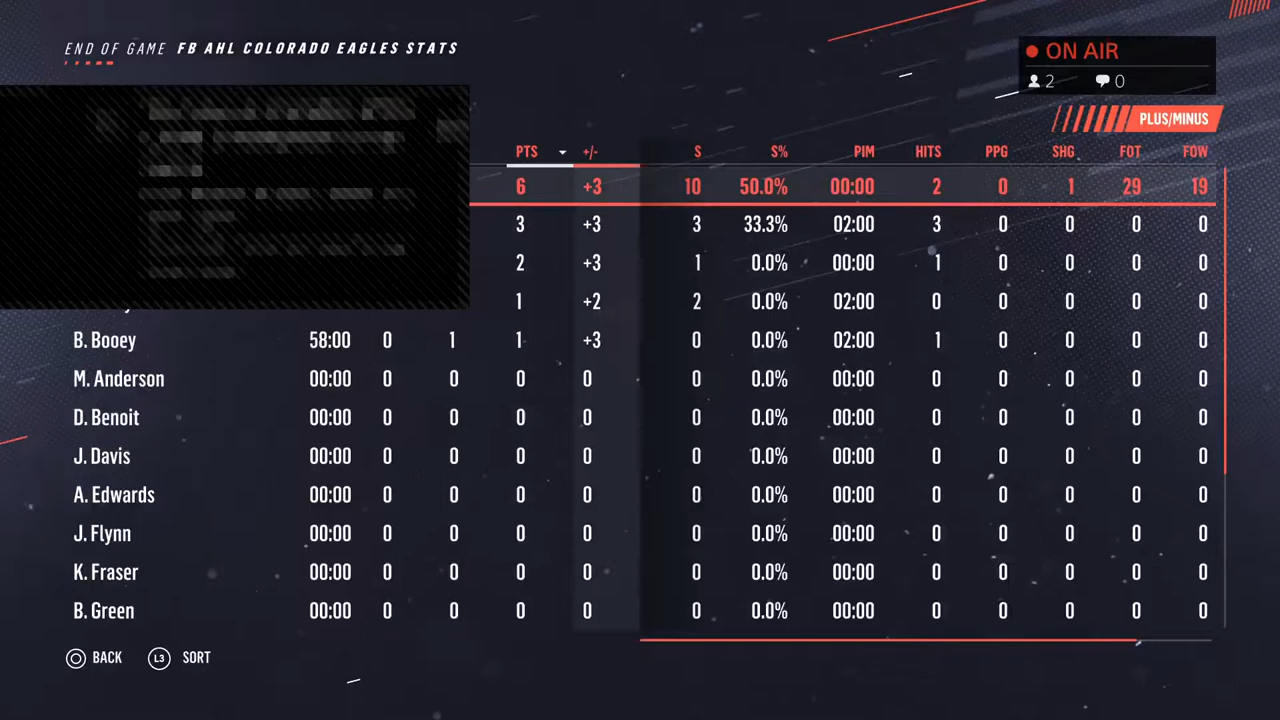 END OF GAME FB AHL COLORADO EAGLES STATS
ON AIR
2 0
PLUS/MINUS
PTS +/- S S% PIM HITS PPG SHG FOT FOW
6 +3 10 50.0% 00:00 2 0 1 29 19
3 +3 3 33.3% 02:00 3 0 0 0 0
2 +3 1 0.0% 00:00 1 0 0 0 0
1 +2 2 0.0% 02:00 0 0 0 0 0
B. Booey 58:00 0 1 1 +3 0 0.0% 02:00 1 0 0 0 0
M. Anderson 00:00 0 0 0 0 0 0.0% 00:00 0 0 0 0 0
D. Benoit 00:00 0 0 0 0 0 0.0% 00:00 0 0 0 0 0
J. Davis 00:00 0 0 0 0 0 0.0% 00:00 0 0 0 0 0
A. Edwards 00:00 0 0 0 0 0 0.0% 00:00 0 0 0 0 0
J. Flynn 00:00 0 0 0 0 0 0.0% 00:00 0 0 0 0 0
K. Fraser 00:00 0 0 0 0 0 0.0% 00:00 0 0 0 0 0
B. Green 00:00 0 0 0 0 0 0.0% 00:00 0 0 0 0 0
BACK L3 SORT